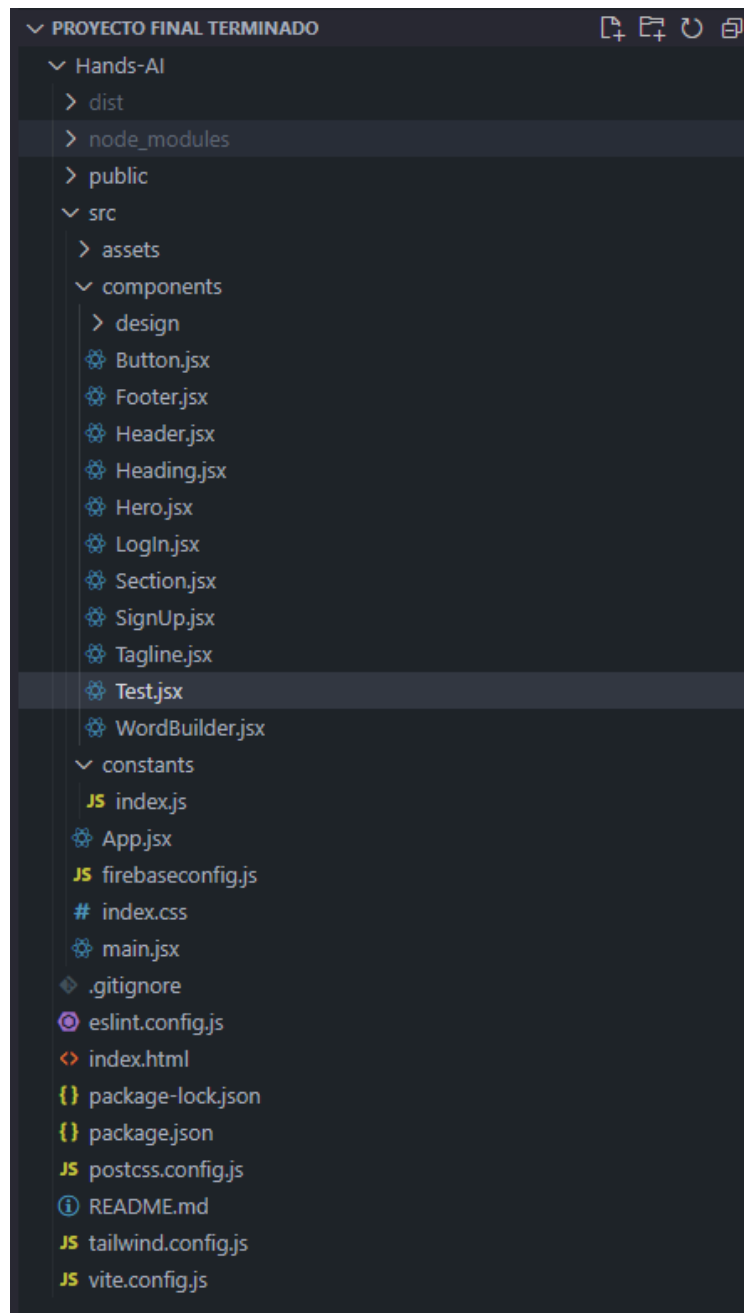 PROYECTO FINAL TERMINADO
Hands-AI
dist
node_modules
public
src
assets
components
design
Button.jsx
Footer.jsx
Header.jsx
Heading.jsx
Hero.jsx
LogIn.jsx
Section.jsx
SignUp.jsx
Tagline.jsx
Test.jsx
WordBuilder.jsx
constants
JS index.js
App.jsx
JS firebaseconfig.js
# index.css
main.jsx
.gitignore
eslint.config.js
<> index.html
{} package-lock.json
{} package.json
JS postcss.config.js
README.md
JS tailwind.config.js
JS vite.config.js